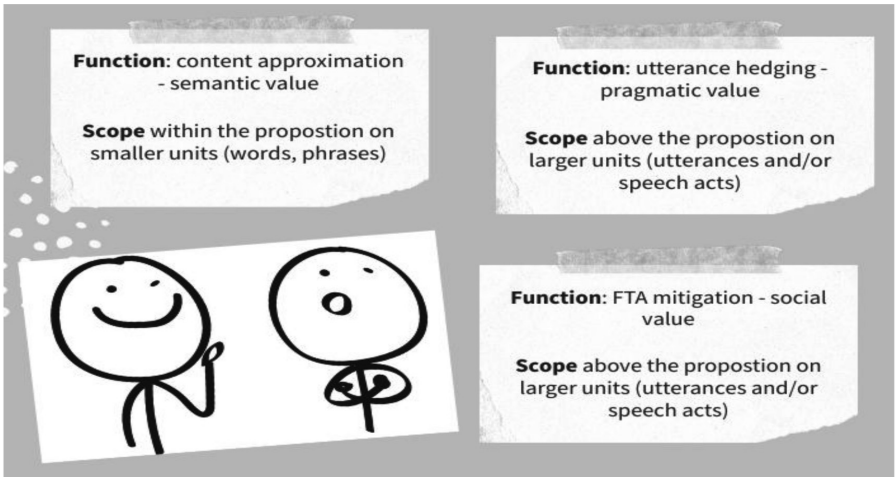 Function: content approximation
- semantic value
Scope within the propostion on
smaller units (words, phrases)
Function: utterance hedging -
pragmatic value
Scope above the propostion on
larger units (utterances and/or
speech acts)
Function: FTA mitigation - social
value
Scope above the propostion on
larger units (utterances and/or
speech acts)